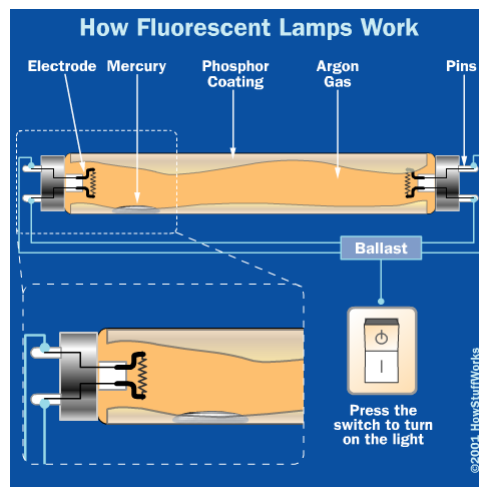 How Fluorescent Lamps Work
Electrode Mercury Phosphor Coating Argon Gas Pins
Ballast
Press the
switch to turn
on the light
©2001 HowStuffWorks